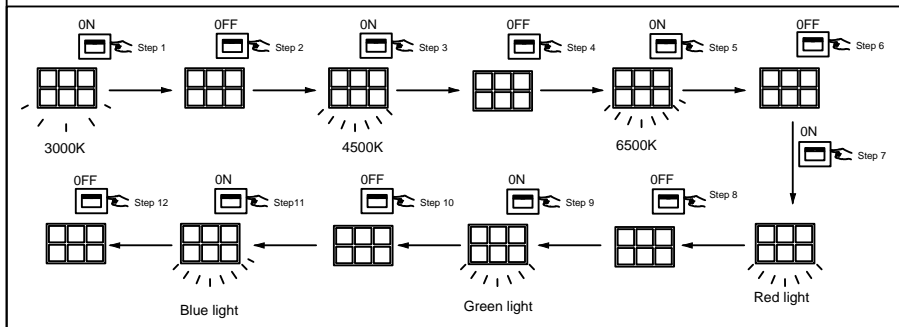 0N
Step 1
0FF
Step 2
0N
Step 3
0FF
Step 4
0N
Step 5
0FF
Step 6
3000K
4500K
6500K
0N
Step 7
0FF
Step 12
0N
Step11
0FF
Step 10
0N
Step 9
0FF
Step 8
Blue light
Green light
Red light